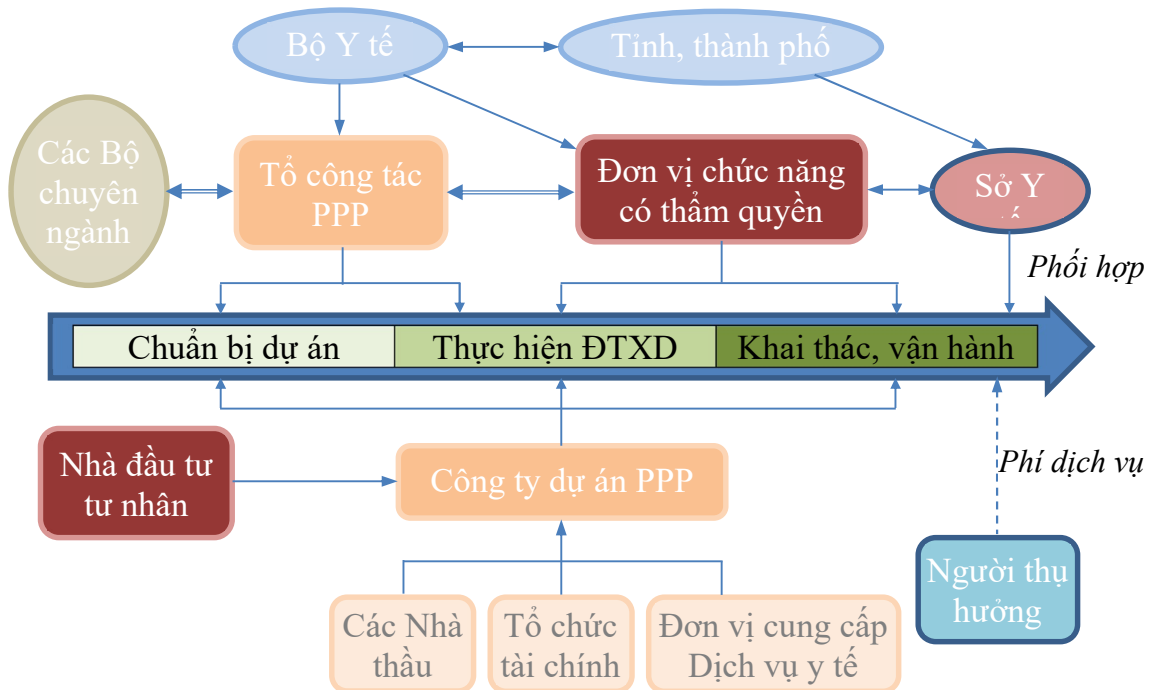 Bộ Y tế
Tỉnh, thành phố
Các Bộ
chuyên
ngành
Tổ công tác
PPP
Đơn vị chức năng
có thẩm quyền
Sở Y
Phối hợp
Chuẩn bị dự án
Thực hiện ĐTXD
Khai thác, vận hành
Nhà đầu tư
tư nhân
Công ty dự án PPP
Phí dịch vụ
Người thụ
hưởng
Các Nhà
thầu
Tổ chức
tài chính
Đơn vị cung cấp
Dịch vụ y tế